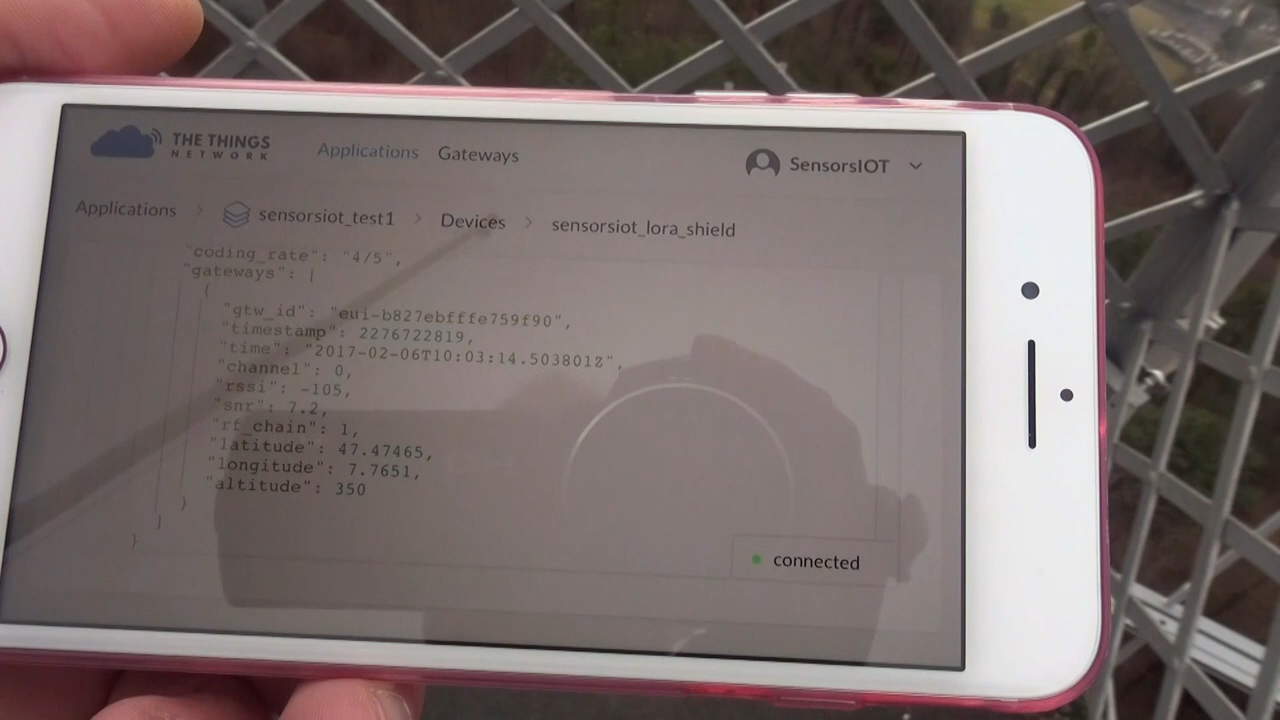 THE THINGS
NETWORK
Applications Gateways
SensorsIOT
Applications > sensorsiot_test1 > Devices > sensorsiot_lora_shield
"coding_rate": "4/5",
"gateways": [
{
"gtw_id": "eui-b827ebfffe759f90",
"timestamp": 2276722819,
"time": "2017-02-06T10:03:14.503801Z",
"channel": 0,
"rssi": -105,
"snr": 7.2,
"rf_chain": 1,
"latitude": 47.47465,
"longitude": 7.7651,
"altitude": 350
}
]
}
connected